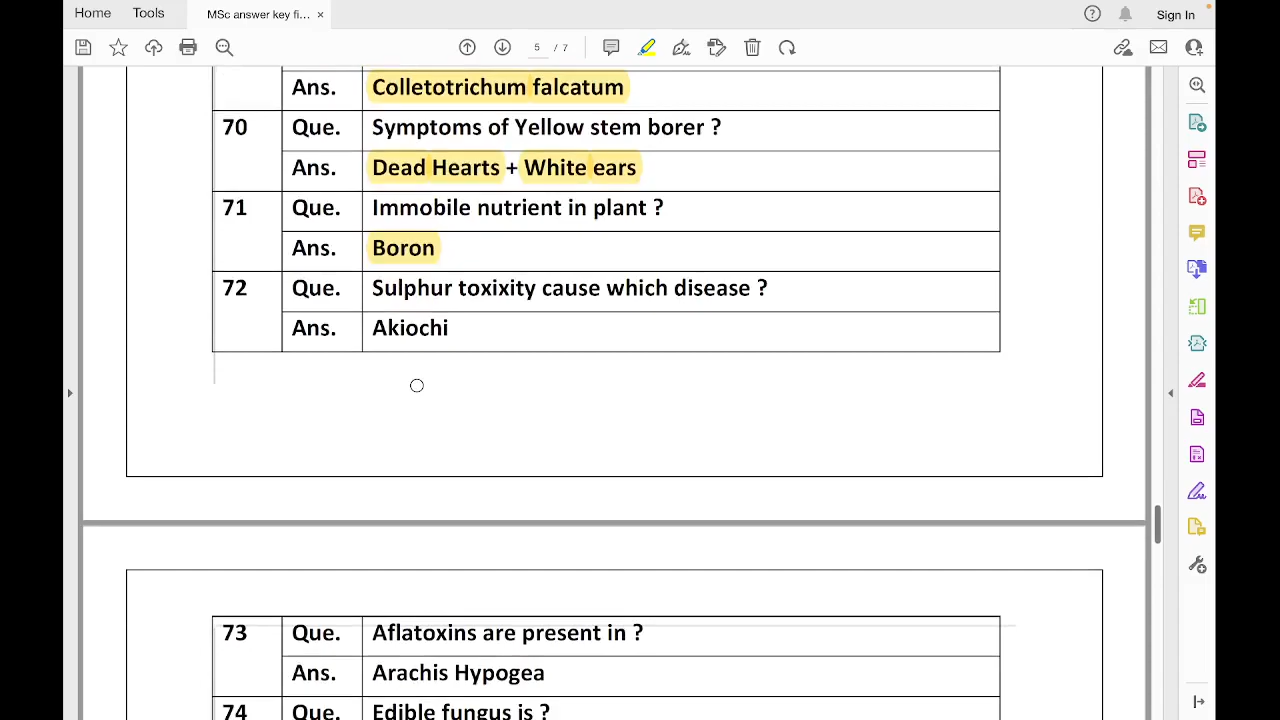 Home Tools MSc answer key fi... × Sign In
5 / 7
Ans. Colletotrichum falcatum
70 Que. Symptoms of Yellow stem borer ?
Ans. Dead Hearts + White ears
71 Que. Immobile nutrient in plant ?
Ans. Boron
72 Que. Sulphur toxixity cause which disease ?
Ans. Akiochi
73 Que. Aflatoxins are present in ?
Ans. Arachis Hypogea
74 Que. Edible fungus is ?